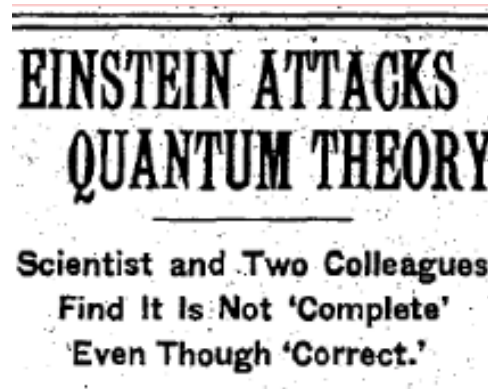 EINSTEIN ATTACKS
QUANTUM THEORY
Scientist and Two Colleagues
Find It Is Not ‘Complete’
Even Though ‘Correct.’